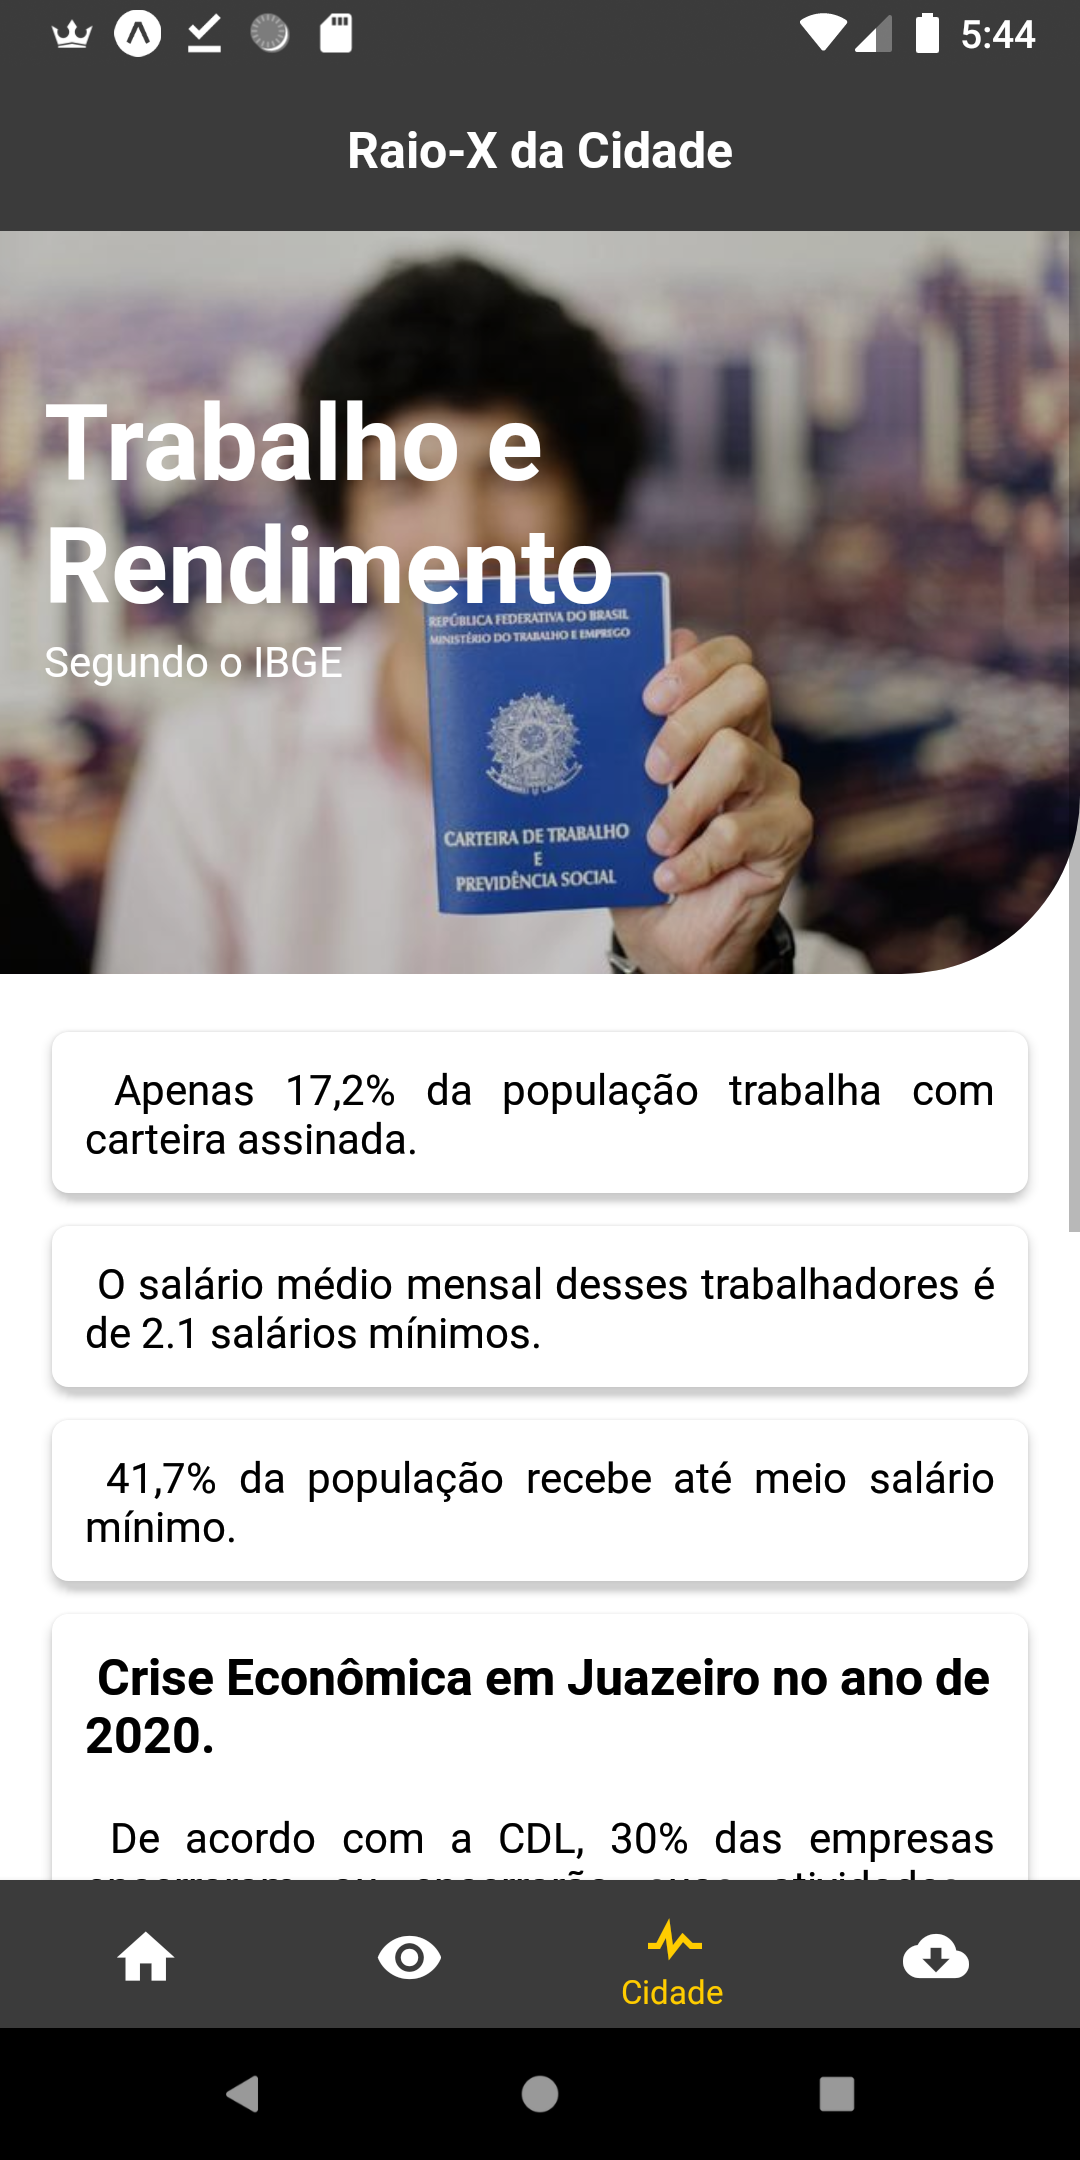 5:44
Raio-X da Cidade
Trabalho e
Rendimento
Segundo o IBGE
REPÚBLICA FEDERATIVA DO BRASIL
MINISTÉRIO DO TRABALHO E EMPREGO
CARTEIRA DE TRABALHO
E
PREVIDÊNCIA SOCIAL
Apenas 17,2% da população trabalha com
carteira assinada.
O salário médio mensal desses trabalhadores é
de 2.1 salários mínimos.
41,7% da população recebe até meio salário
mínimo.
Crise Econômica em Juazeiro no ano de
2020.
De acordo com a CDL, 30% das empresas
Cidade